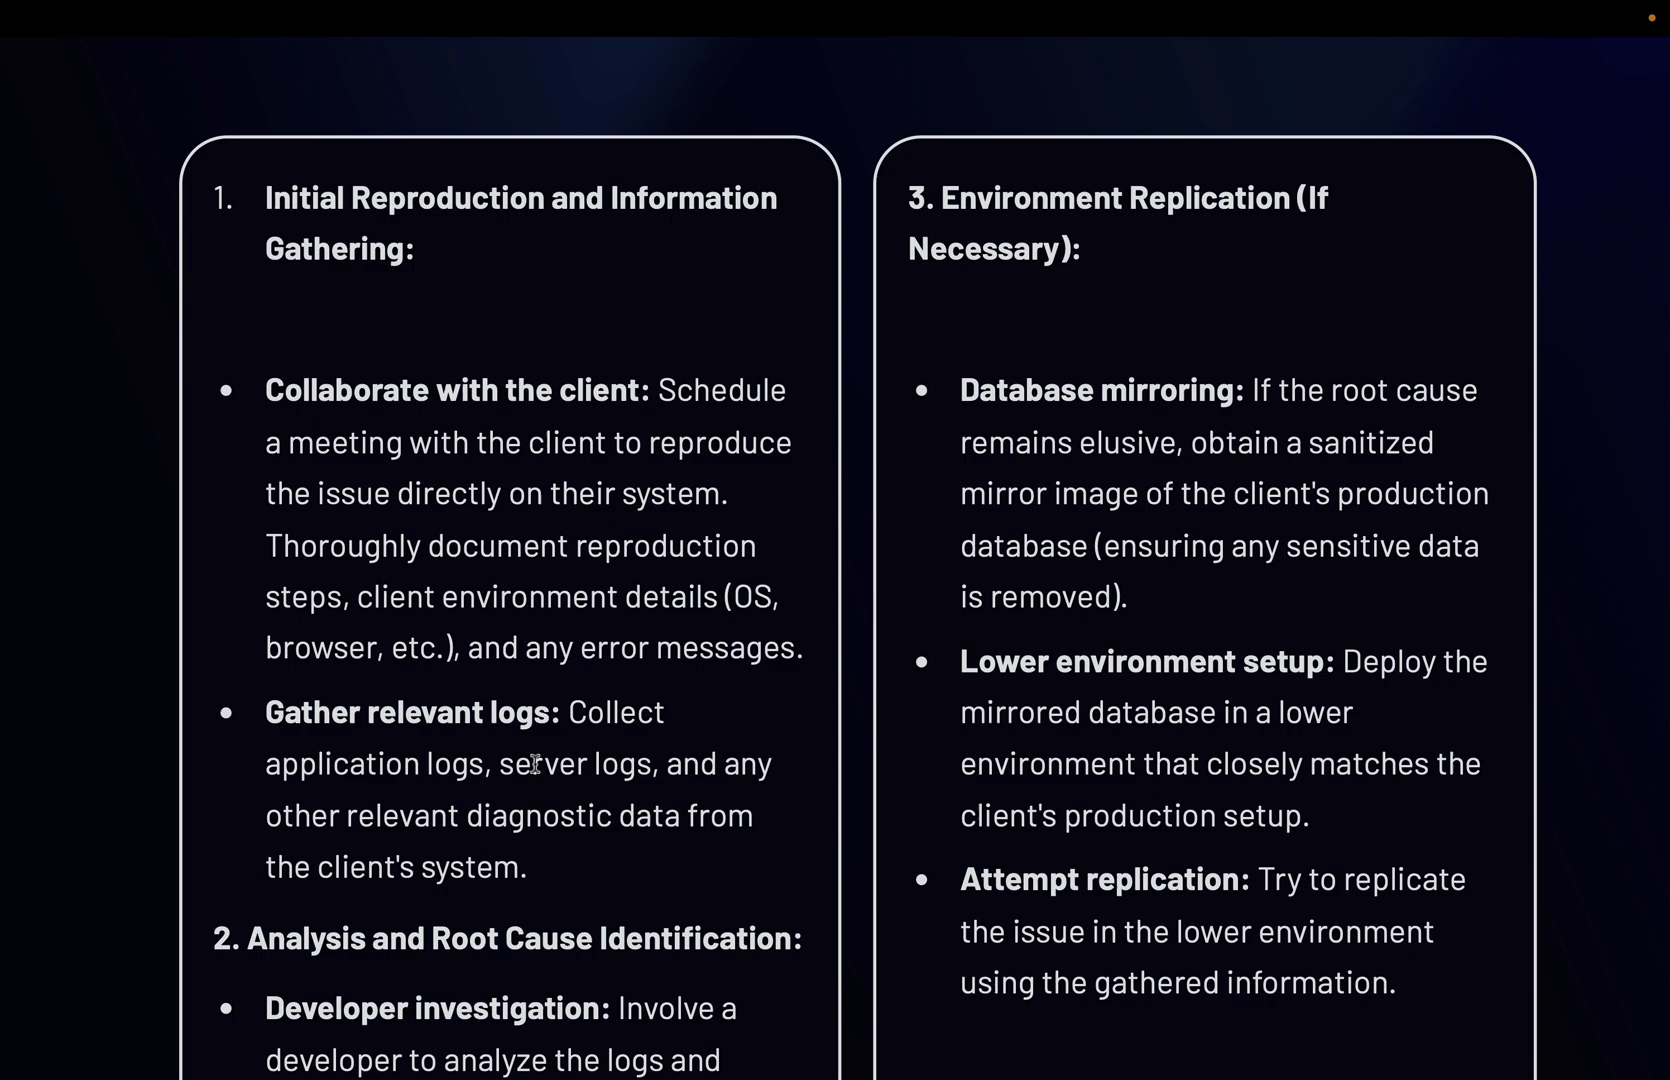 1. Initial Reproduction and Information
Gathering:
• Collaborate with the client: Schedule
a meeting with the client to reproduce
the issue directly on their system.
Thoroughly document reproduction
steps, client environment details (OS,
browser, etc.), and any error messages.
• Gather relevant logs: Collect
application logs, server logs, and any
other relevant diagnostic data from
the client's system.
2. Analysis and Root Cause Identification:
• Developer investigation: Involve a
developer to analyze the logs and
3. Environment Replication (If
Necessary):
• Database mirroring: If the root cause
remains elusive, obtain a sanitized
mirror image of the client's production
database (ensuring any sensitive data
is removed).
• Lower environment setup: Deploy the
mirrored database in a lower
environment that closely matches the
client's production setup.
• Attempt replication: Try to replicate
the issue in the lower environment
using the gathered information.